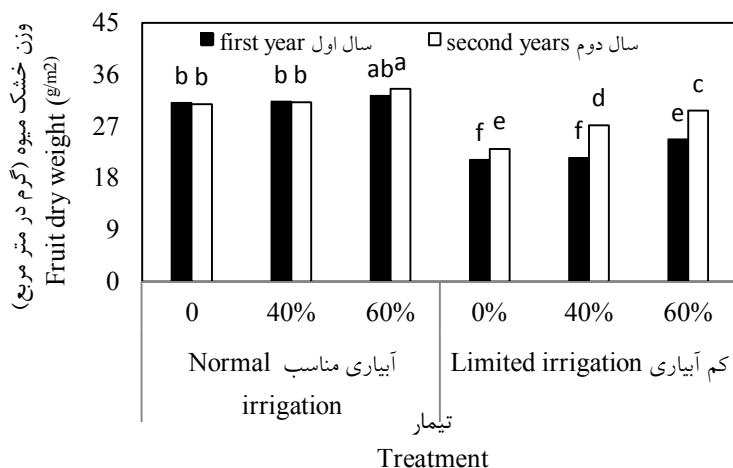 وزن خشک میوه (گرم در متر مربع)
Fruit dry weight (g/m2)
45
36
27
18
9
0
first year سال اول
second years سال دوم
b b
b b
ab a
f e
f d
e c
0 40% 60% 0% 40% 60%
Normal آبیاری مناسب
irrigation
Limited irrigation کم آبیاری
تیمار
Treatment